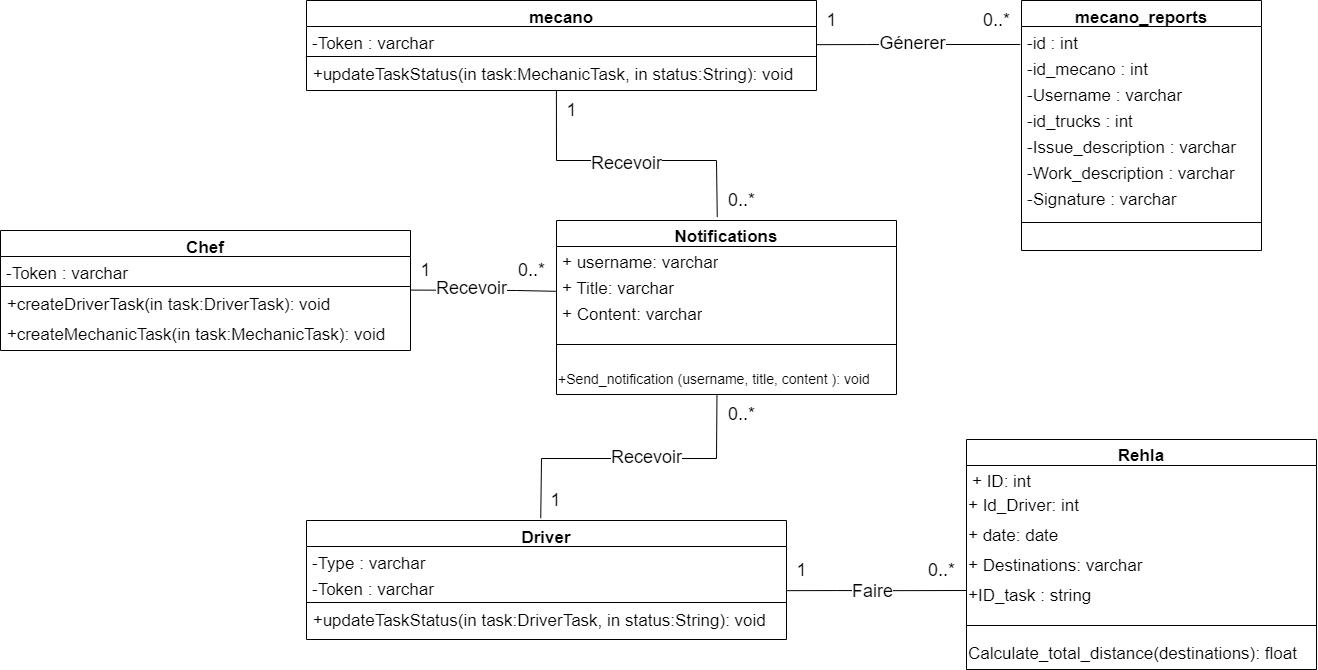 mecano
-Token : varchar
+updateTaskStatus(in task:MechanicTask, in status:String): void
1
Génerer
0..*
mecano_reports
-id : int
-id_mecano : int
-Username : varchar
-id_trucks : int
-Issue_description : varchar
-Work_description : varchar
-Signature : varchar
1
Recevoir
0..*
Chef
-Token : varchar
+createDriverTask(in task:DriverTask): void
+createMechanicTask(in task:MechanicTask): void
1
Recevoir
0..*
Notifications
+ username: varchar
+ Title: varchar
+ Content: varchar
+Send_notification (username, title, content ): void
0..*
Recevoir
1
Driver
-Type : varchar
-Token : varchar
+updateTaskStatus(in task:DriverTask, in status:String): void
1
Faire
0..*
Rehla
+ ID: int
+ Id_Driver: int
+ date: date
+ Destinations: varchar
+ID_task : string
Calculate_total_distance(destinations): float